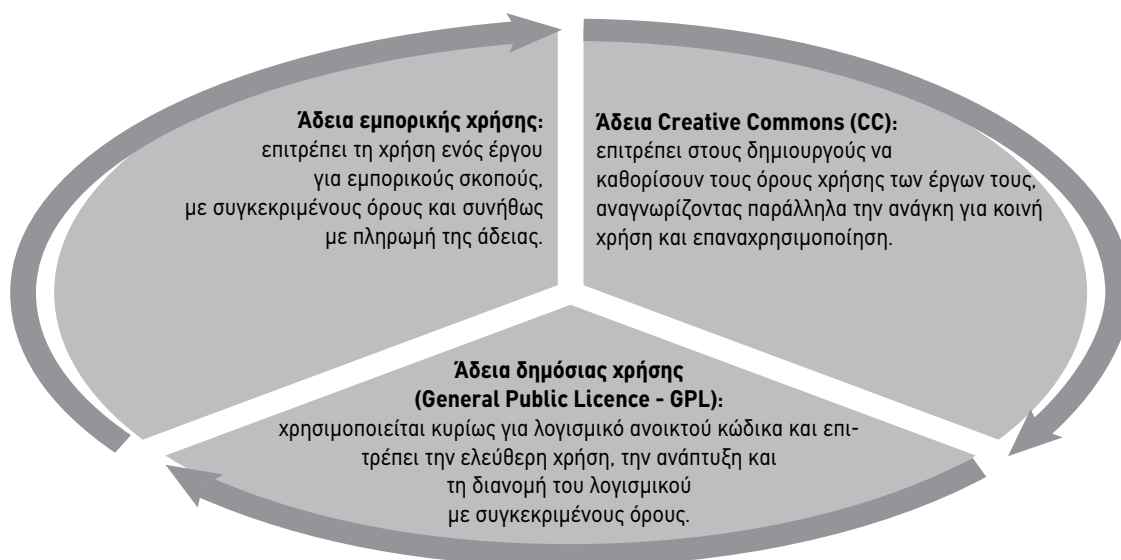 Άδεια εμπορικής χρήσης:
επιτρέπει τη χρήση ενός έργου
για εμπορικούς σκοπούς,
με συγκεκριμένους όρους και συνήθως
με πληρωμή της άδειας.
Άδεια Creative Commons (CC):
επιτρέπει στους δημιουργούς να
καθορίσουν τους όρους χρήσης των έργων τους,
αναγνωρίζοντας παράλληλα την ανάγκη για κοινή
χρήση και επαναχρησιμοποίηση.
Άδεια δημόσιας χρήσης
(General Public Licence - GPL):
χρησιμοποιείται κυρίως για λογισμικό ανοικτού κώδικα και επι-
τρέπει την ελεύθερη χρήση, την ανάπτυξη και
τη διανομή του λογισμικού
με συγκεκριμένους όρους.